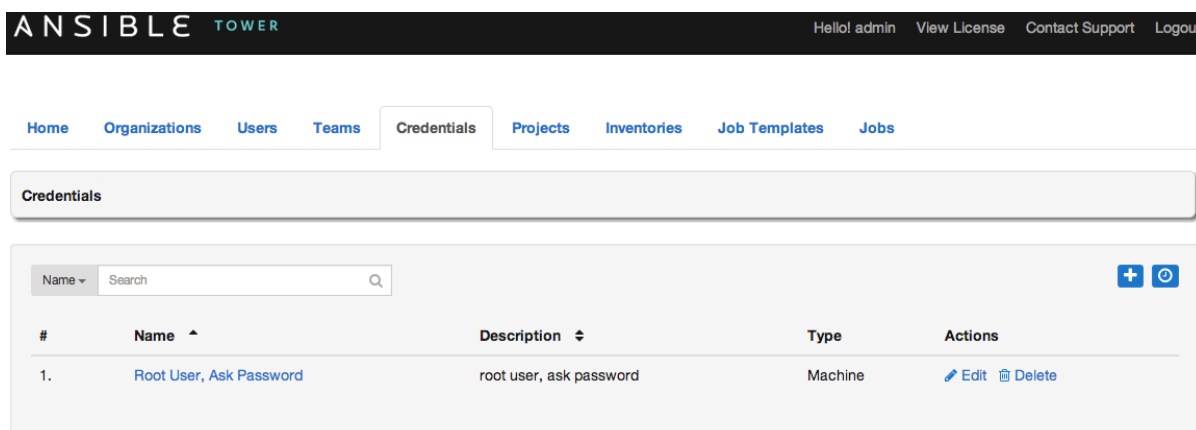 ANSIBLE TOWER Hello! admin View License Contact Support Logou
Home Organizations Users Teams Credentials Projects Inventories Job Templates Jobs
Credentials
Name Search
# Name Description Type Actions
1. Root User, Ask Password root user, ask password Machine Edit Delete